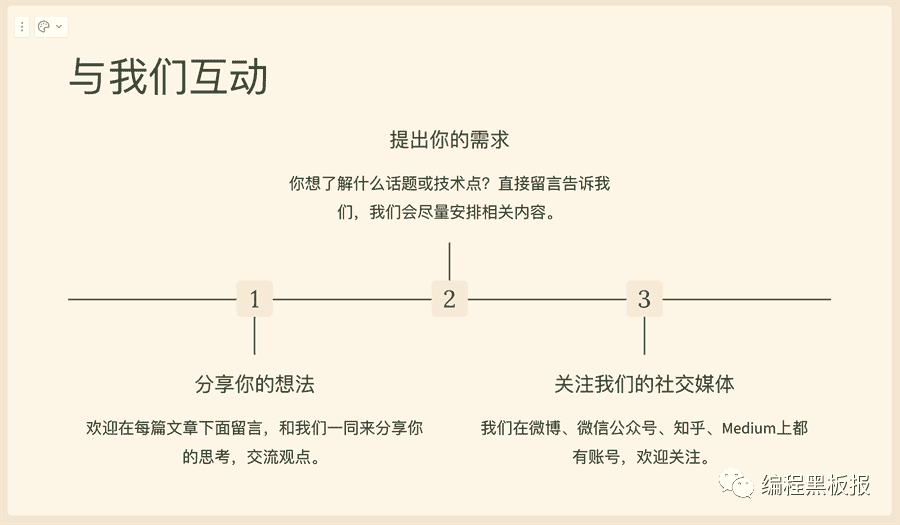 与我们互动
提出你的需求
你想了解什么话题或技术点？直接留言告诉我
们，我们会尽量安排相关内容。
1
2
3
分享你的想法
欢迎在每篇文章下面留言，和我们一同来分享你
的思考，交流观点。
关注我们的社交媒体
我们在微博、微信公众号、知乎、Medium上都
有账号，欢迎关注。
编程黑板报